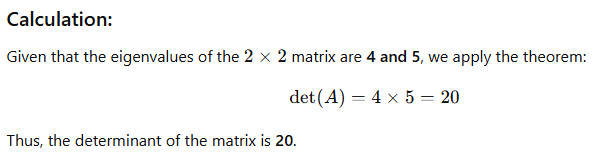 Calculation:
Given that the eigenvalues of the 2 × 2 matrix are 4 and 5, we apply the theorem:
det(A) = 4 × 5 = 20
Thus, the determinant of the matrix is 20.